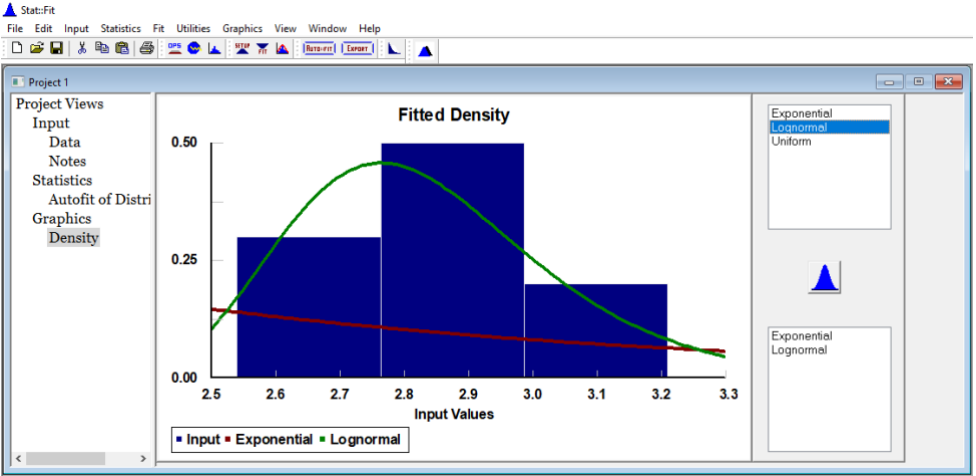 Stat::Fit
File Edit Input Statistics Fit Utilities Graphics View Window Help
OPS SETUP FIT AUTO::FIT EXPORT
Project 1
Project Views
Input
Data
Notes
Statistics
Autofit of Distri
Graphics
Density
Fitted Density
0.50
0.25
0.00
2.5 2.6 2.7 2.8 2.9 3.0 3.1 3.2 3.3
Input Values
Input Exponential Lognormal
Exponential
Lognormal
Uniform
Exponential
Lognormal